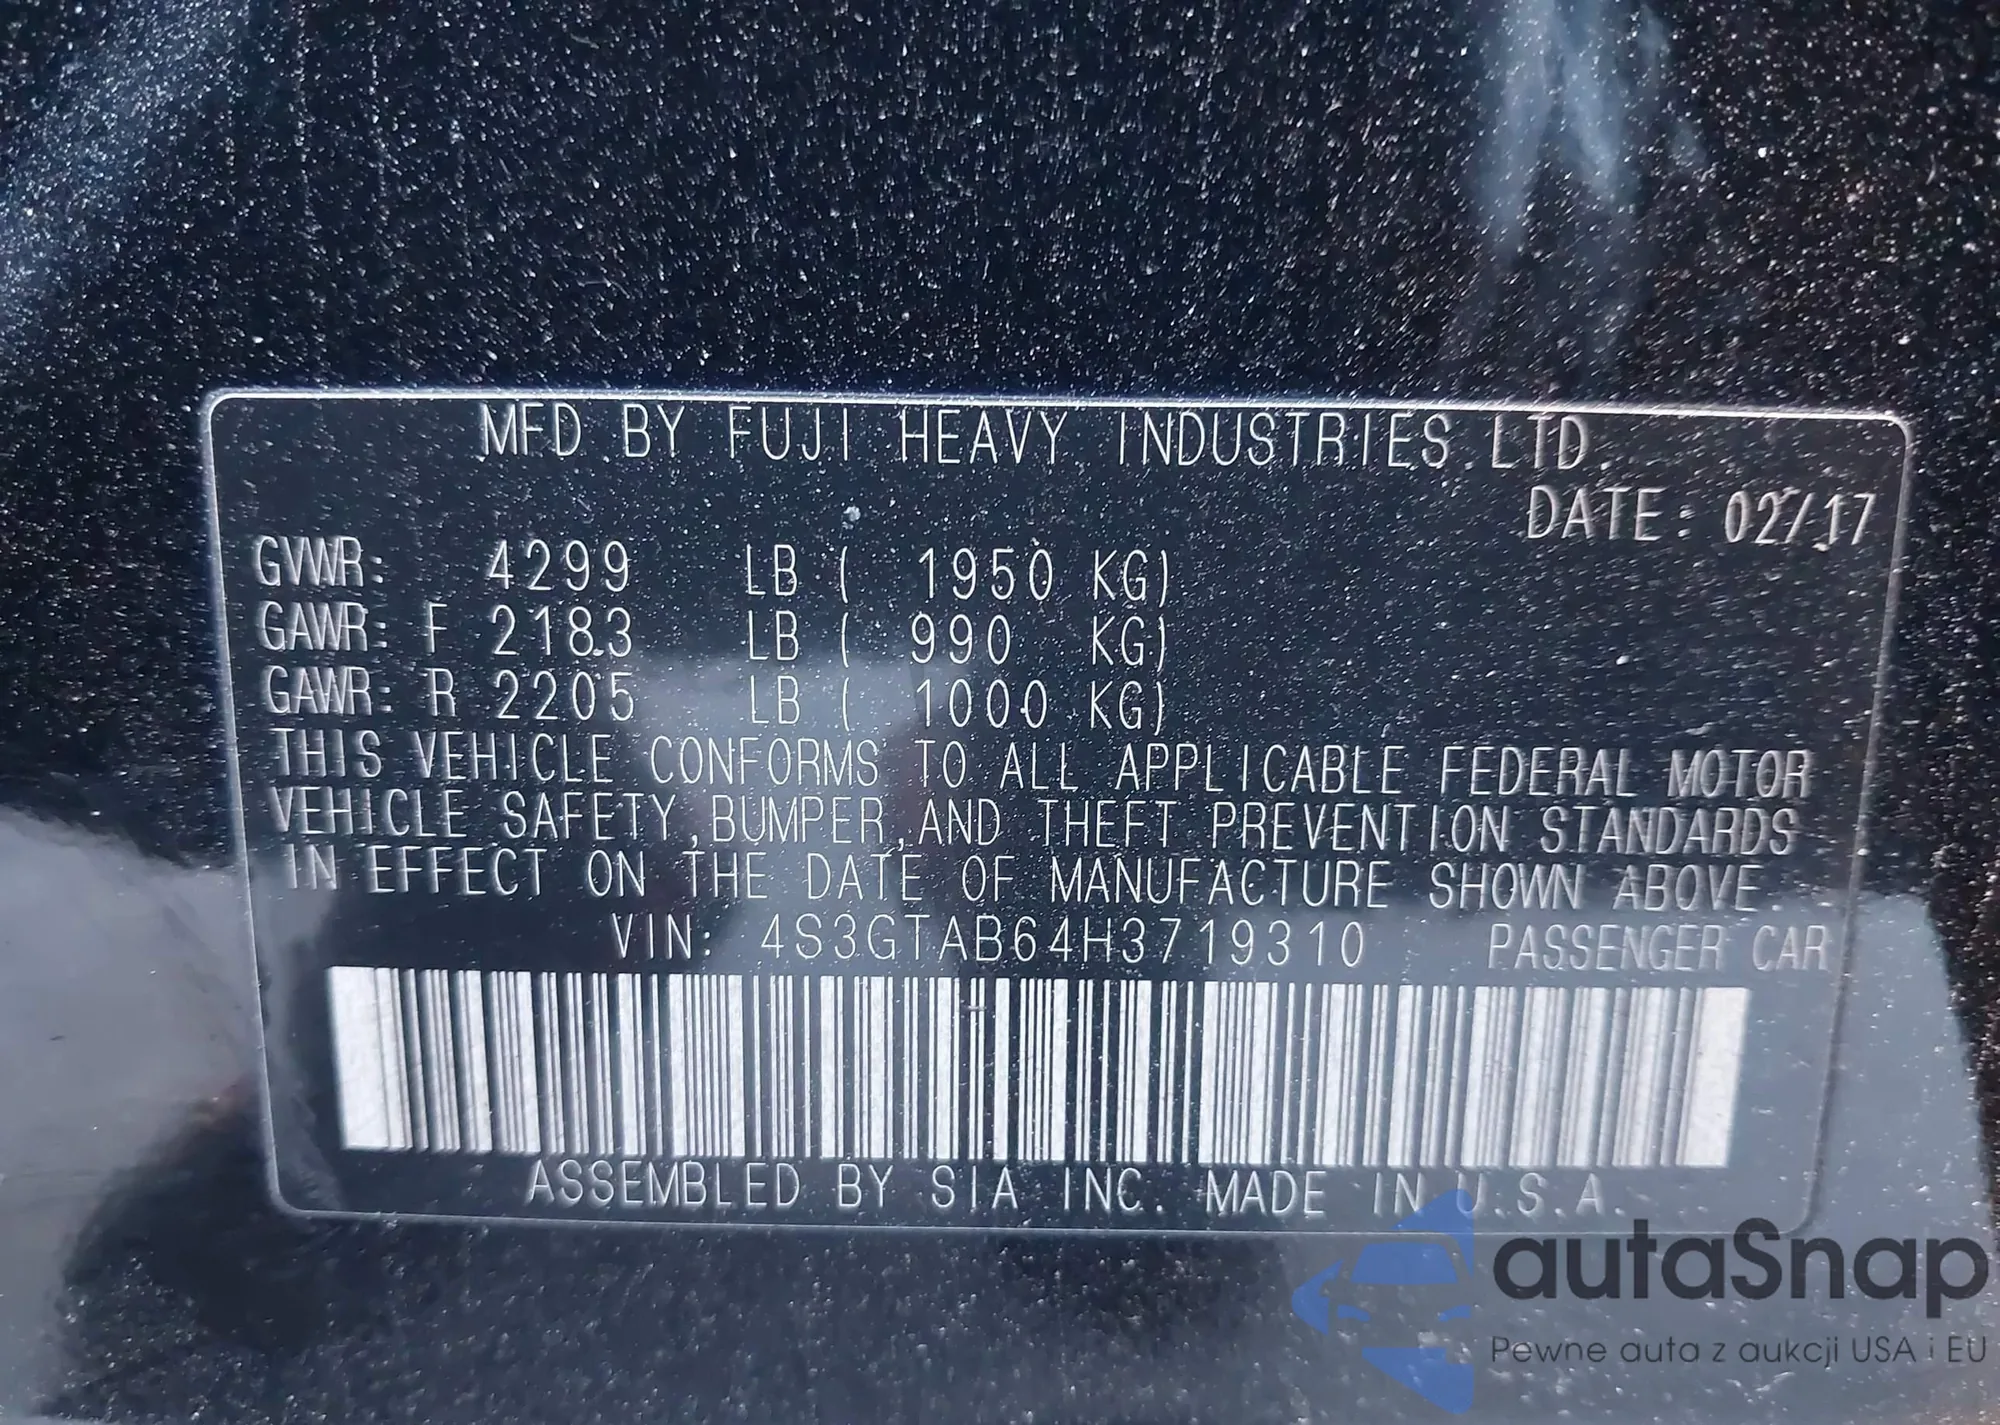 MFD BY FUJI HEAVY INDUSTRIES LTD
DATE: 02/17
GVWR: 4299 LB ( 1950 KG)
GAWR: F 2183 LB ( 990 KG)
GAWR: R 2205 LB ( 1000 KG)
THIS VEHICLE CONFORMS TO ALL APPLICABLE FEDERAL MOTOR
VEHICLE SAFETY, BUMPER, AND THEFT PREVENTION STANDARDS
IN EFFECT ON THE DATE OF MANUFACTURE SHOWN ABOVE.
VIN: 4S3GTAB64H3719310 PASSENGER CAR
ASSEMBLED BY SIA INC. MADE IN U.S.A.
autaSnap
Pewne auta z aukcji USA i EU